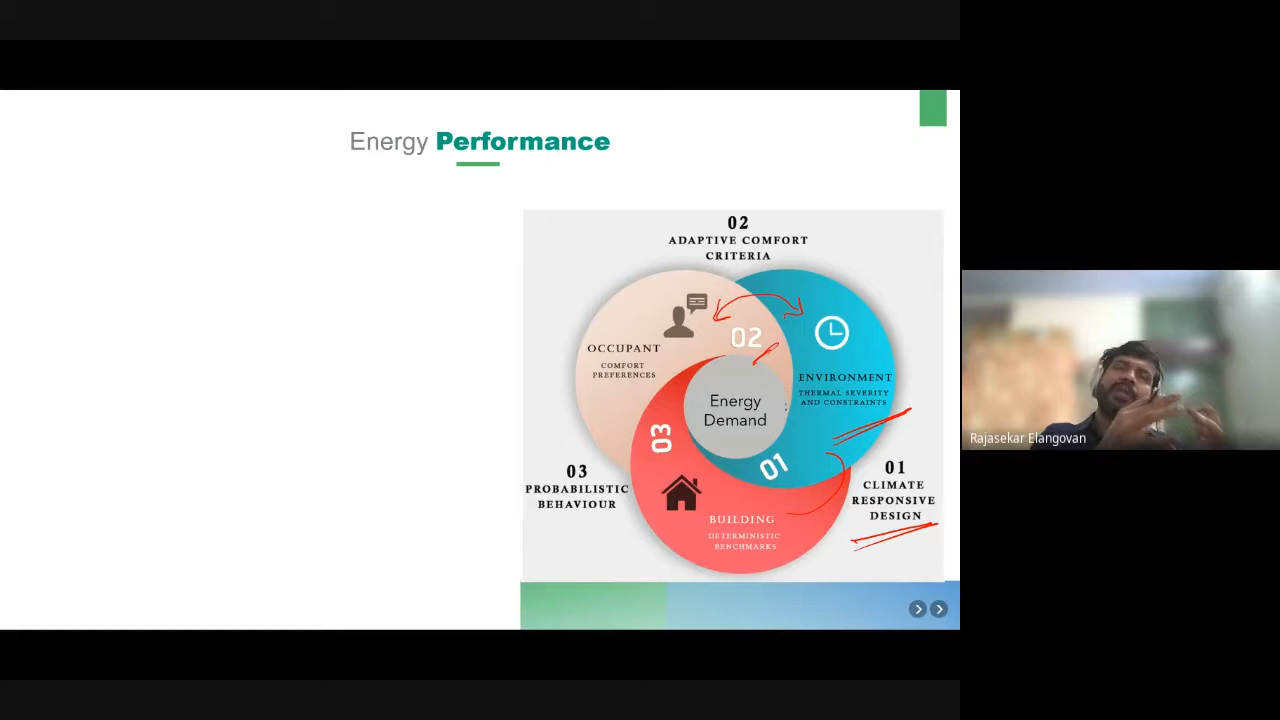 Energy Performance
02
ADAPTIVE COMFORT
CRITERIA
02
OCCUPANT
COMFORT
PREFERENCES
ENVIRONMENT
THERMAL SEVERITY
AND CONSTRAINTS
Energy
Demand
03
01
03
PROBABILISTIC
BEHAVIOUR
01
CLIMATE
RESPONSIVE
DESIGN
BUILDING
DETERMINISTIC
BENCHMARKS
Rajasekar Elangovan